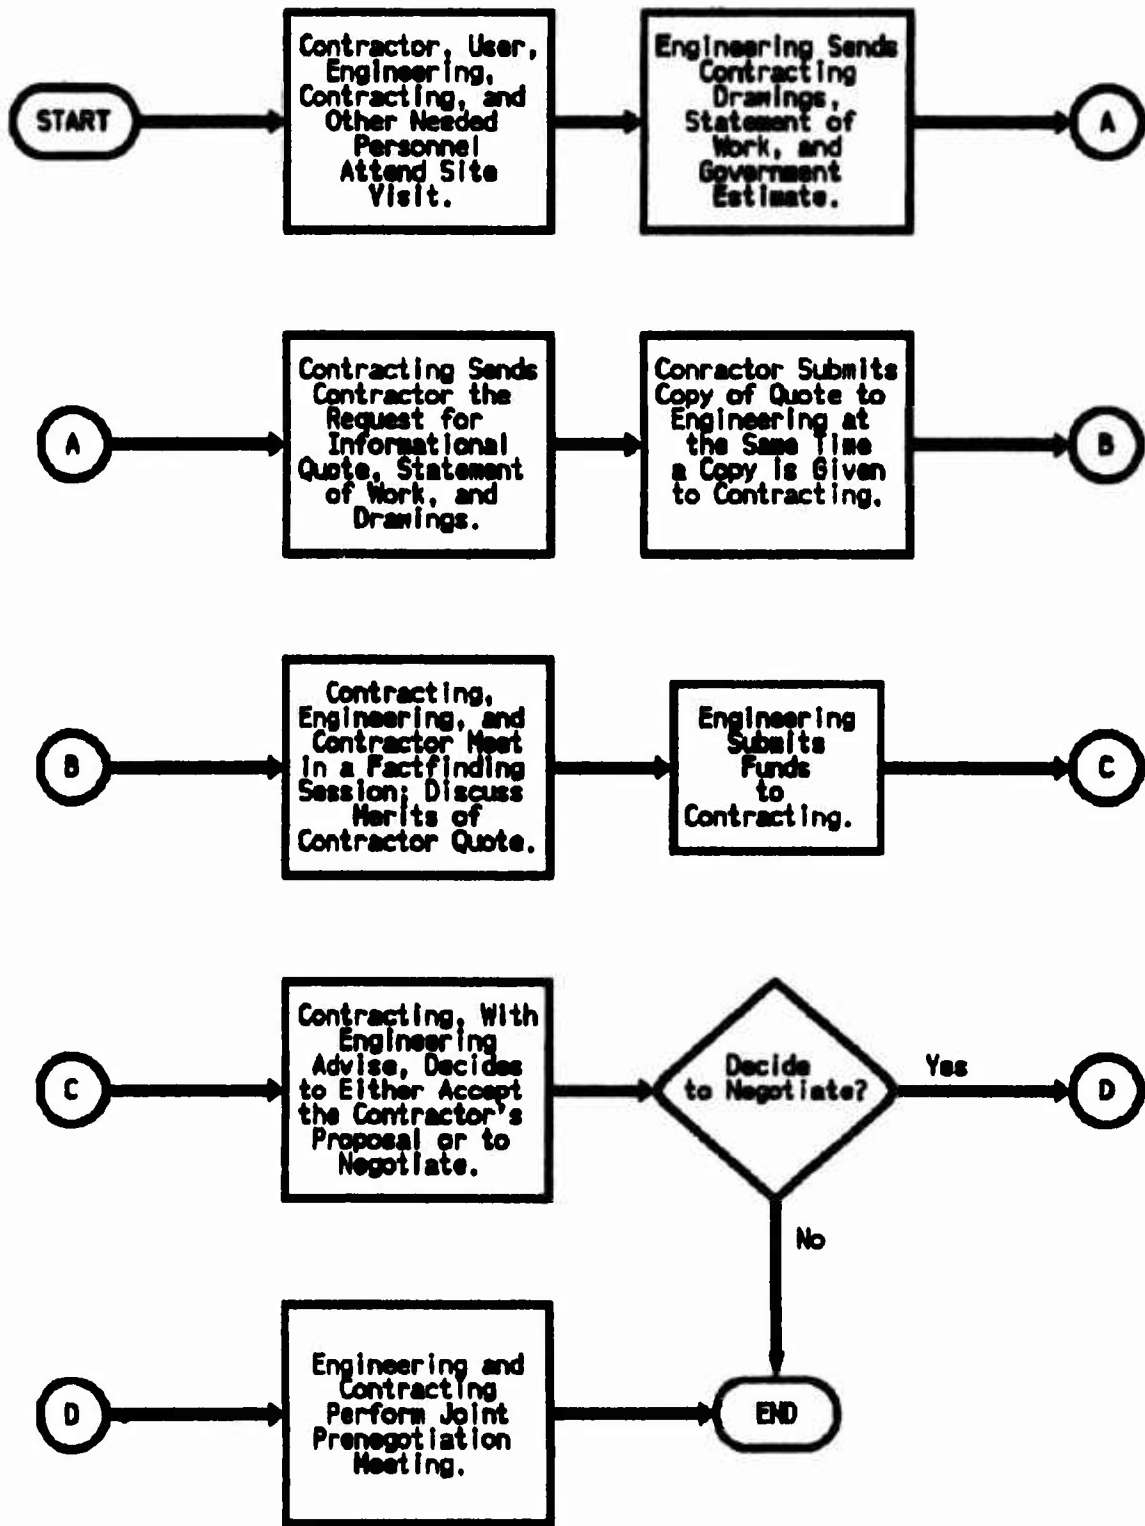 START
Contractor, User,
Engineering,
Contracting, and
Other Needed
Personnel
Attend Site
Visit.
Engineering Sends
Contracting
Drawings,
Statement of
Work, and
Government
Estimate.
A
A
Contracting Sends
Contractor the
Request for
Informational
Quote, Statement
of Work, and
Drawings.
Conractor Submits
Copy of Quote to
Engineering at
the Same Time
a Copy is Given
to Contracting.
B
B
Contracting,
Engineering, and
Contractor Meet
in a Factfinding
Session; Discuss
Merits of
Contractor Quote.
Engineering
Submits
Funds
to
Contracting.
C
C
Contracting, With
Engineering
Advise, Decides
to Either Accept
the Contractor's
Proposal or to
Negotiate.
Decide
to Negotiate?
Yes
D
No
D
Engineering and
Contracting
Perform Joint
Prenegotiation
Meeting.
END